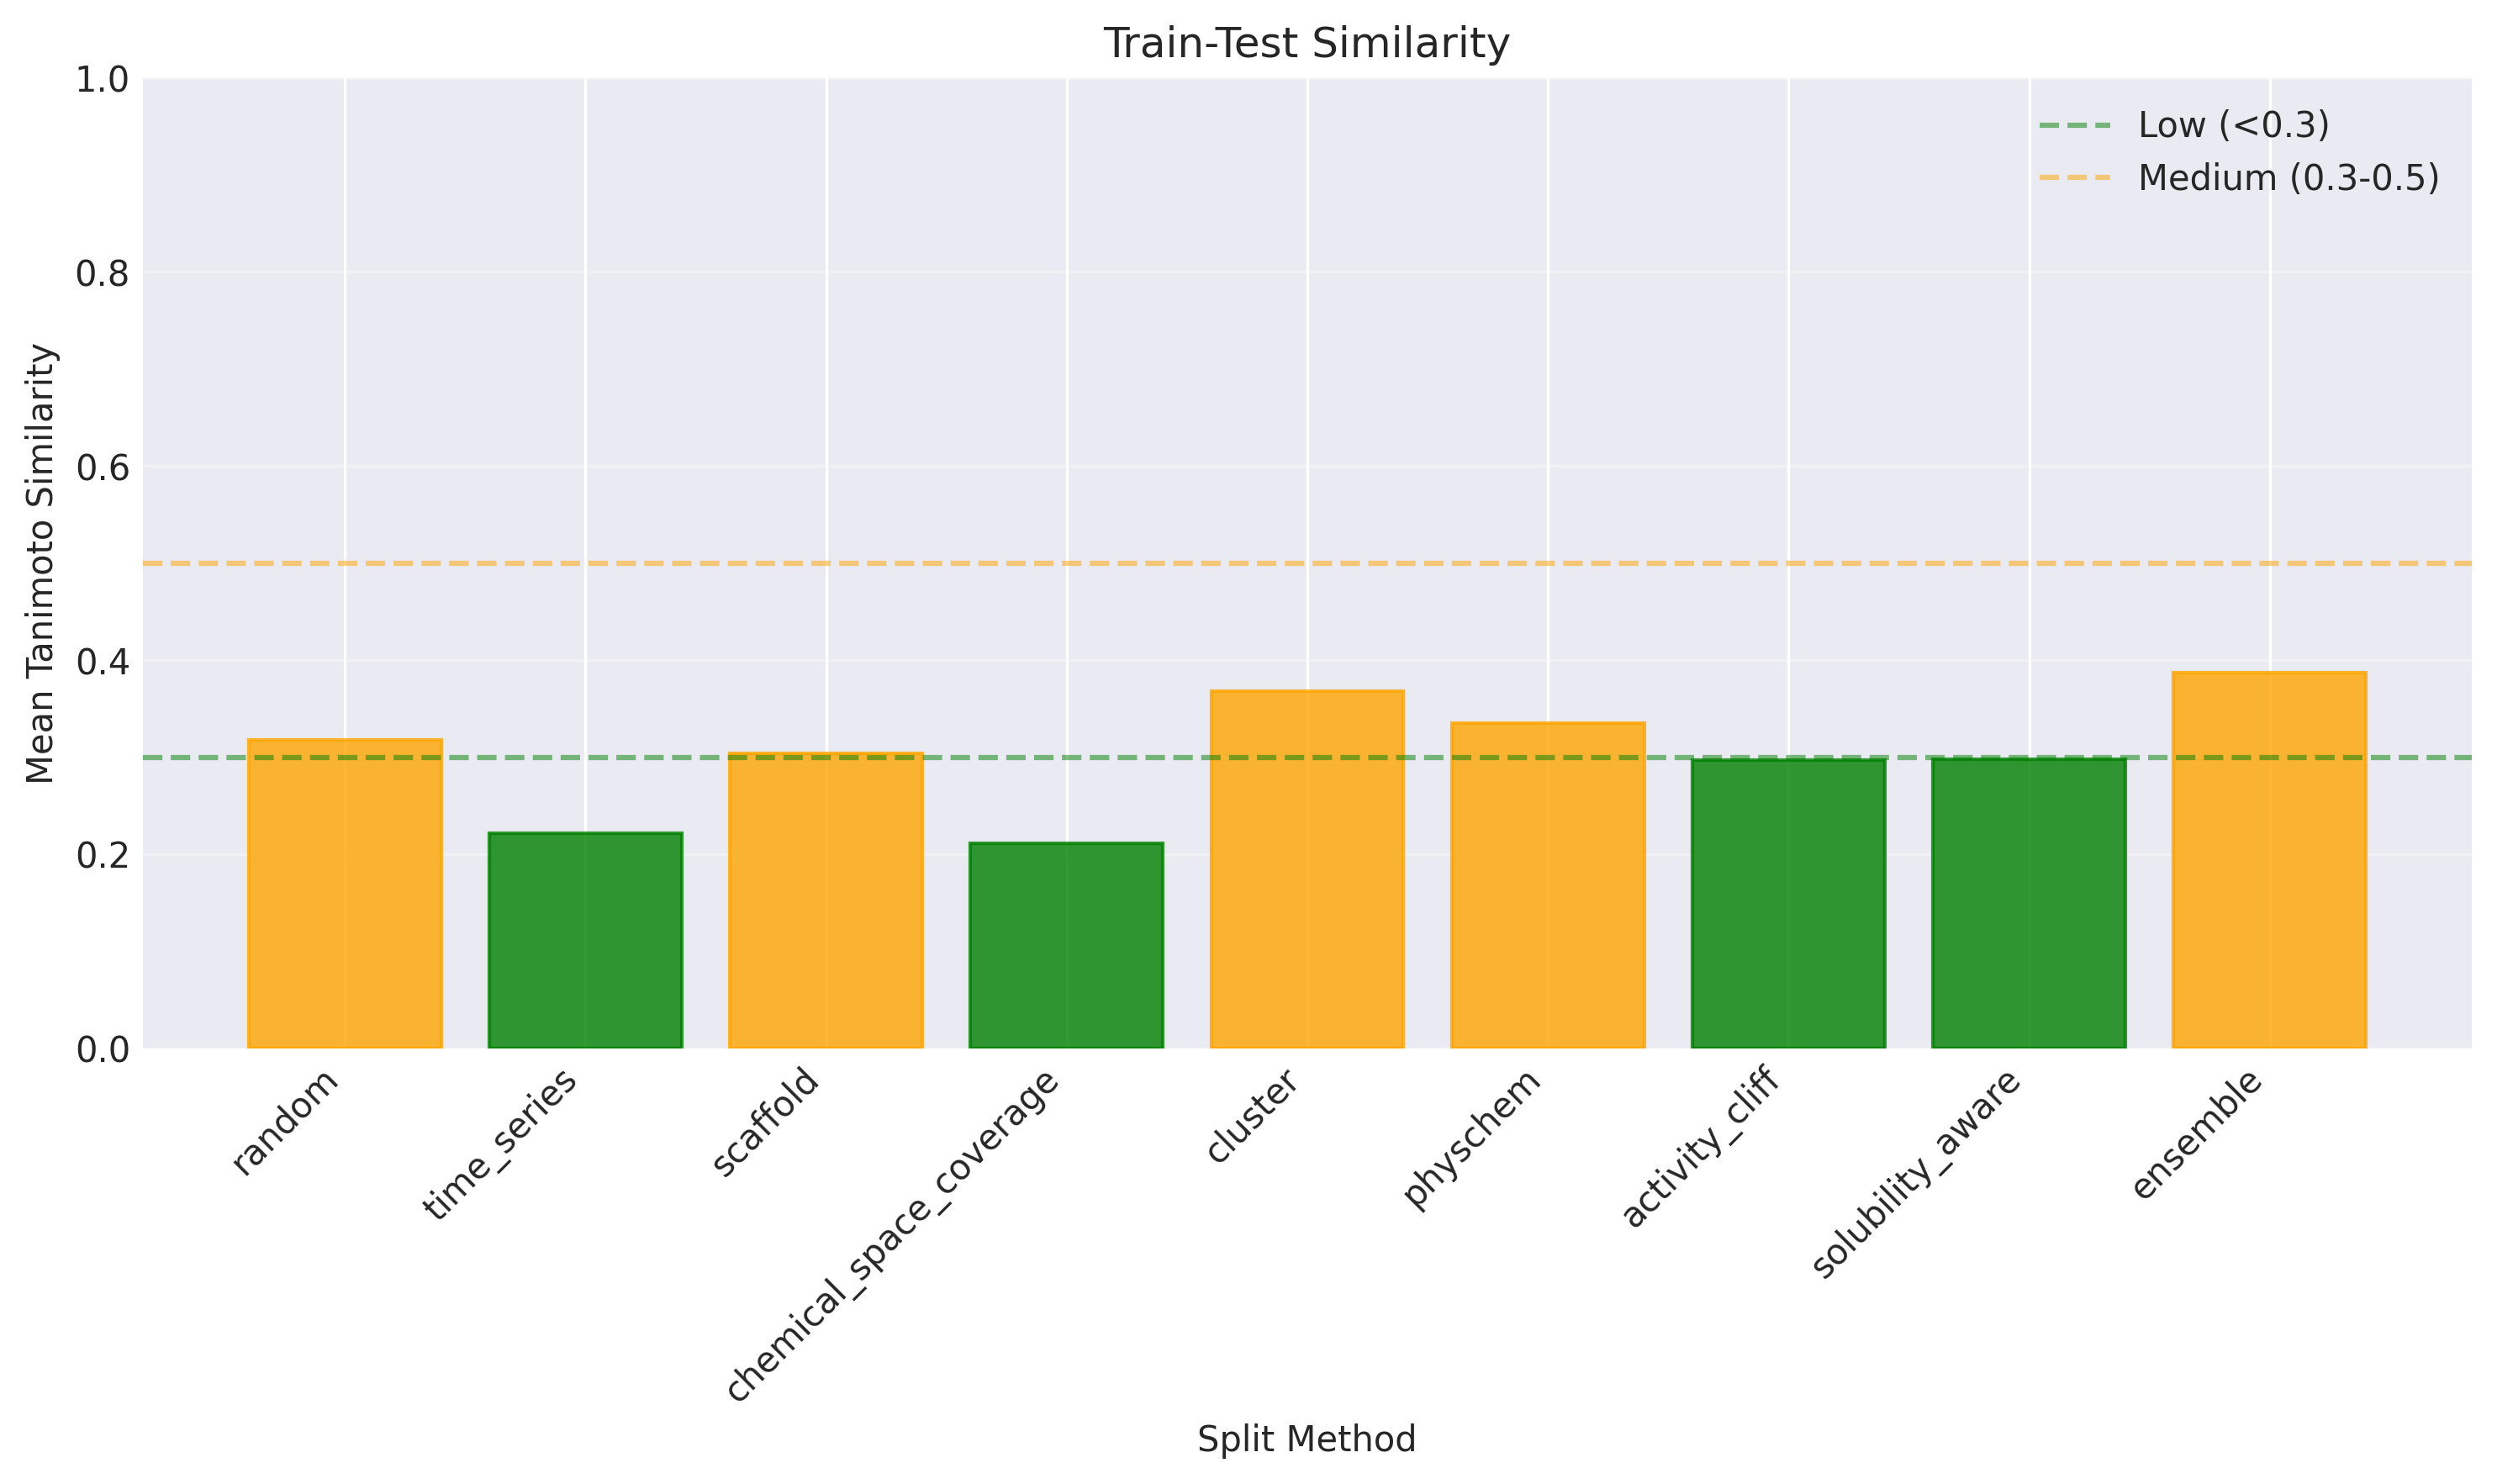 Train-Test Similarity
1.0
0.8
0.6
0.4
0.2
0.0
Mean Tanimoto Similarity
Low (<0.3)
Medium (0.3-0.5)
random
time_series
scaffold
chemical_space_coverage
cluster
physchem
activity_cliff
solubility_aware
ensemble
Split Method